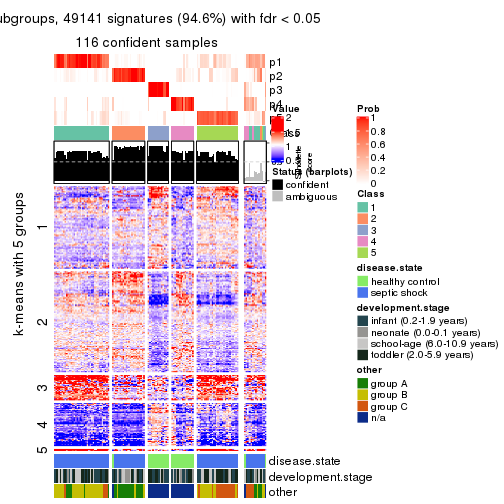 ubgroups, 49141 signatures (94.6%) with fdr < 0.05
116 confident samples
p1
p2
p3
p4
Value
Prob
1
0.8
0.6
0.4
0.2
0
Status (barplots)
confident
ambiguous
Class
1
2
3
4
5
disease.state
healthy control
septic shock
development.stage
infant (0.2-1.9 years)
neonate (0.0-0.1 years)
school-age (6.0-10.9 years)
toddler (2.0-5.9 years)
other
group A
group B
group C
n/a
k-means with 5 groups
1
2
3
4
5
disease.state
development.stage
other